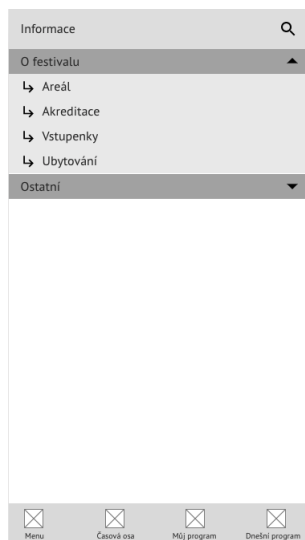 Informace
O festivalu
Areál
Akreditace
Vstupenky
Ubytování
Ostatní
Menu Časová osa Můj program Dnešní program